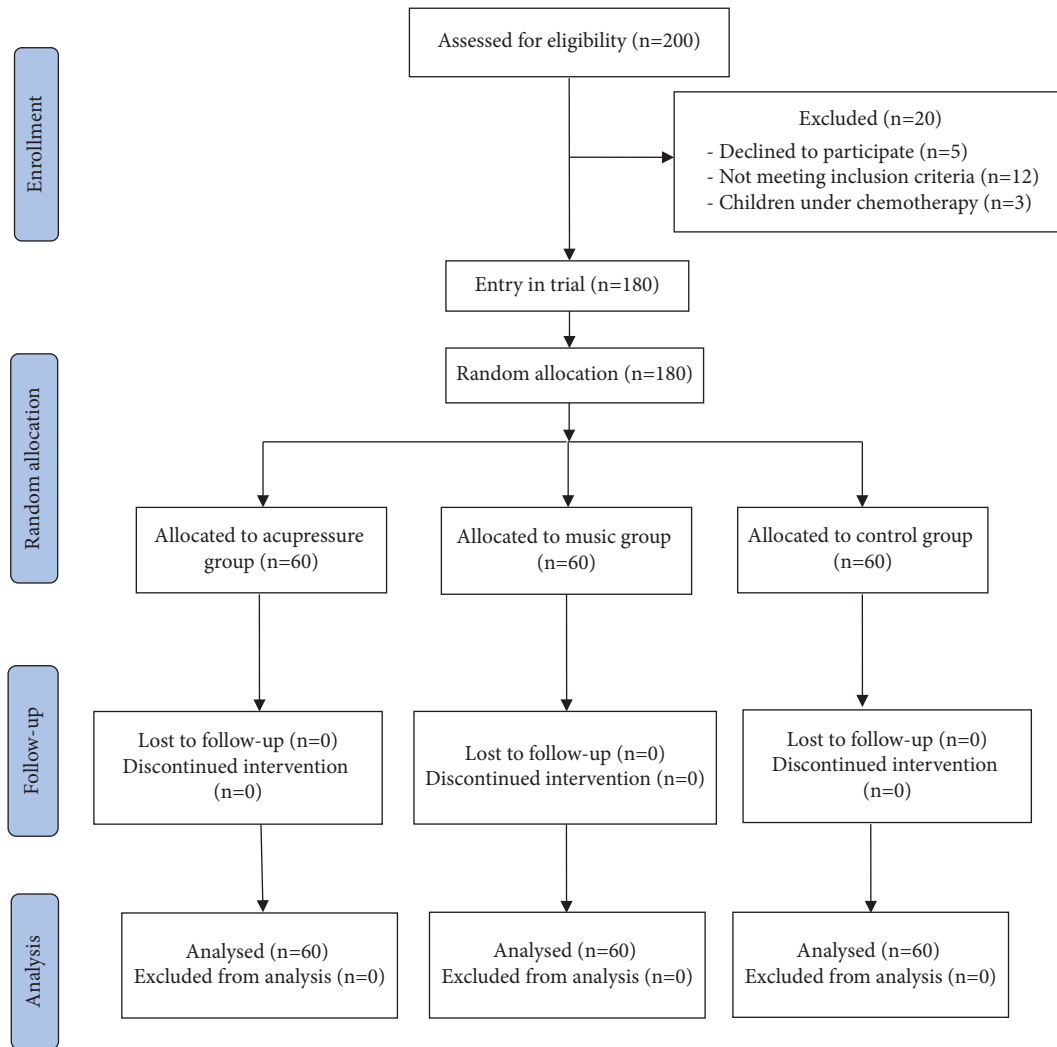 Enrollment
Assessed for eligibility (n=200)
Excluded (n=20)
- Declined to participate (n=5)
- Not meeting inclusion criteria (n=12)
- Children under chemotherapy (n=3)
Entry in trial (n=180)
Random allocation
Random allocation (n=180)
Allocated to acupressure
group (n=60)
Allocated to music group
(n=60)
Allocated to control group
(n=60)
Follow-up
Lost to follow-up (n=0)
Discontinued intervention
(n=0)
Lost to follow-up (n=0)
Discontinued intervention (n=0)
Lost to follow-up (n=0)
Discontinued intervention
(n=0)
Analysis
Analysed (n=60)
Excluded from analysis (n=0)
Analysed (n=60)
Excluded from analysis (n=0)
Analysed (n=60)
Excluded from analysis (n=0)